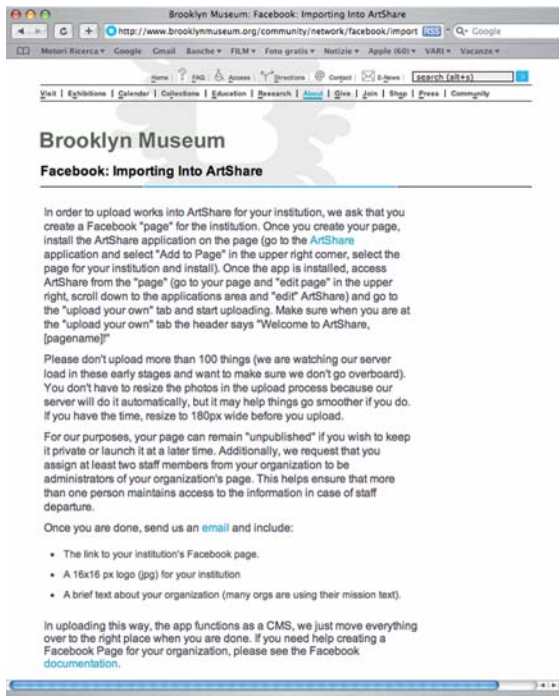 Brooklyn Museum: Facebook: Importing Into ArtShare
http://www.brooklynmuseum.org/community/network/facebook/import RSS Google
Motori Ricerca Google Gmail Banche FILM Foto gratis Notizie Apple (60) VARI Vacanze
Home FAQ Access Directions Contact E-News search (alt+s)
Visit | Exhibitions | Calendar | Collections | Education | Research | About | Give | Join | Shop | Press | Community
Brooklyn Museum
Facebook: Importing Into ArtShare
In order to upload works into ArtShare for your institution, we ask that you
create a Facebook "page" for the institution. Once you create your page,
install the ArtShare application on the page (go to the ArtShare
application and select "Add to Page" in the upper right corner, select the
page for your institution and install). Once the app is installed, access
ArtShare from the "page" (go to your page and "edit page" in the upper
right, scroll down to the applications area and "edit" ArtShare) and go to
the "upload your own" tab and start uploading. Make sure when you are at
the "upload your own" tab the header says "Welcome to ArtShare,
[pagename]!"
Please don't upload more than 100 things (we are watching our server
load in these early stages and want to make sure we don't go overboard).
You don't have to resize the photos in the upload process because our
server will do it automatically, but it may help things go smoother if you do.
If you have the time, resize to 180px wide before you upload.
For our purposes, your page can remain "unpublished" if you wish to keep
it private or launch it at a later time. Additionally, we request that you
assign at least two staff members from your organization to be
administrators of your organization's page. This helps ensure that more
than one person maintains access to the information in case of staff
departure.
Once you are done, send us an email and include:
• The link to your institution's Facebook page.
• A 16x16 px logo (jpg) for your institution
• A brief text about your organization (many orgs are using their mission text).
In uploading this way, the app functions as a CMS, we just move everything
over to the right place when you are done. If you need help creating a
Facebook Page for your organization, please see the Facebook
documentation.